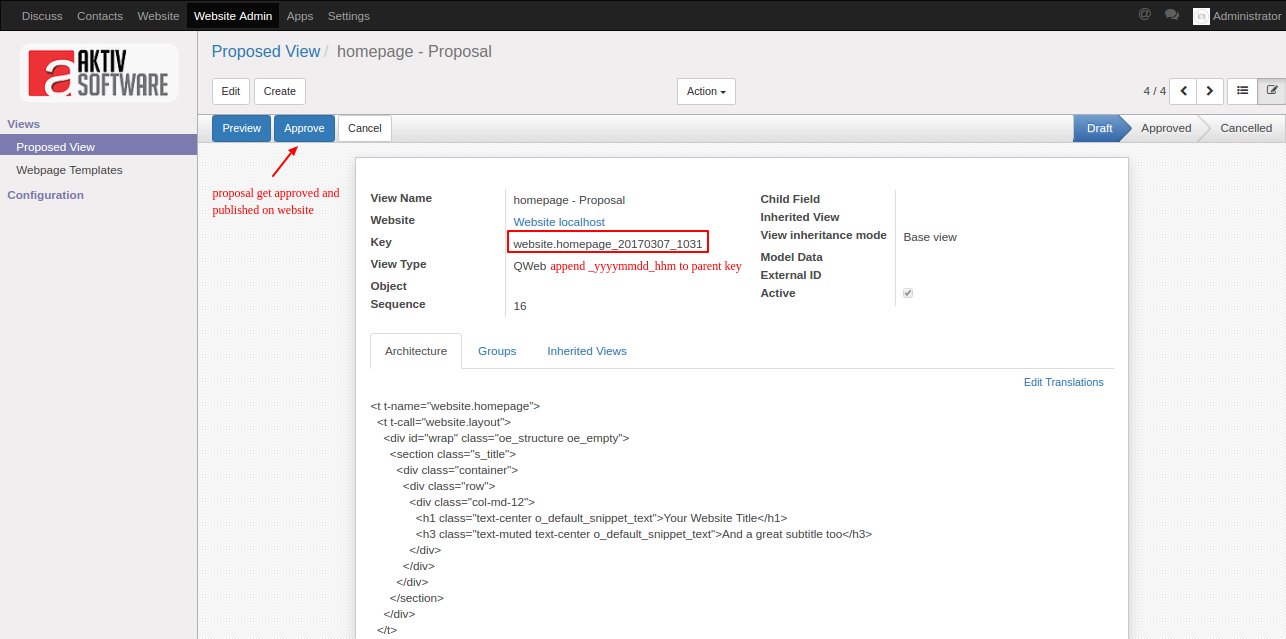 Discuss Contacts Website Website Admin Apps Settings @ Administrator
AKTIV
SOFTWARE
Proposed View / homepage - Proposal
Edit Create Action 4 / 4
Views
Proposed View
Webpage Templates
Configuration
Preview Approve Cancel Draft Approved Cancelled
proposal get approved and
published on website
View Name homepage - Proposal
Website Website localhost
Key website.homepage_20170307_1031
View Type QWeb append _yyyymmdd_hhm to parent key
Object
Sequence 16
Child Field
Inherited View
View inheritance mode Base view
Model Data
External ID
Active
Architecture Groups Inherited Views
Edit Translations
<t t-name="website.homepage">
<t t-call="website.layout">
<div id="wrap" class="oe_structure oe_empty">
<section class="s_title">
<div class="container">
<div class="row">
<div class="col-md-12">
<h1 class="text-center o_default_snippet_text">Your Website Title</h1>
<h3 class="text-muted text-center o_default_snippet_text">And a great subtitle too</h3>
</div>
</div>
</div>
</section>
</div>
</t>